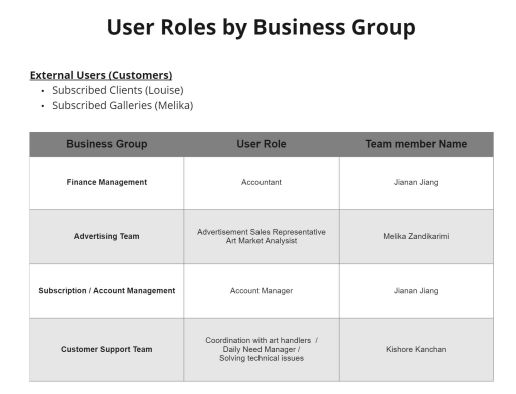 User Roles by Business Group
External Users (Customers)
• Subscribed Clients (Louise)
• Subscribed Galleries (Melika)
Business Group User Role Team member Name
Finance Management Accountant Jianan Jiang
Advertising Team Advertisement Sales Representative Melika Zandikarimi
Art Market Analysist
Subscription / Account Management Account Manager Jianan Jiang
Customer Support Team Coordination with art handlers / Kishore Kanchan
Daily Need Manager /
Solving technical issues